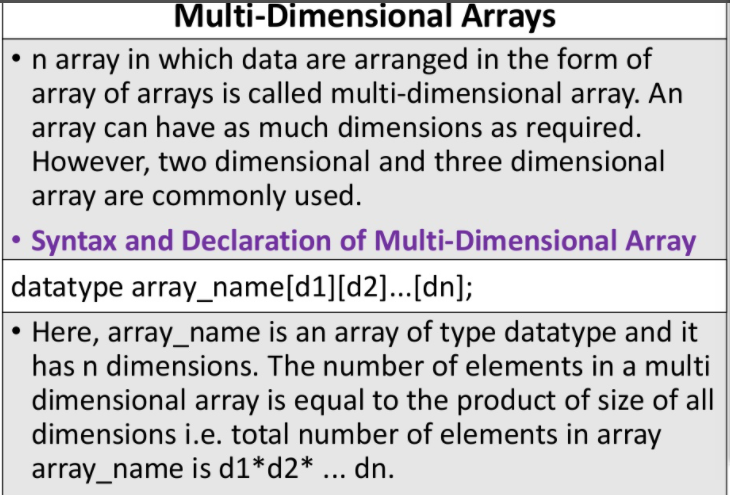 Multi-Dimensional Arrays
• n array in which data are arranged in the form of
array of arrays is called multi-dimensional array. An
array can have as much dimensions as required.
However, two dimensional and three dimensional
array are commonly used.
• Syntax and Declaration of Multi-Dimensional Array
datatype array_name[d1][d2]...[dn];
• Here, array_name is an array of type datatype and it
has n dimensions. The number of elements in a multi
dimensional array is equal to the product of size of all
dimensions i.e. total number of elements in array
array_name is d1*d2* ... dn.